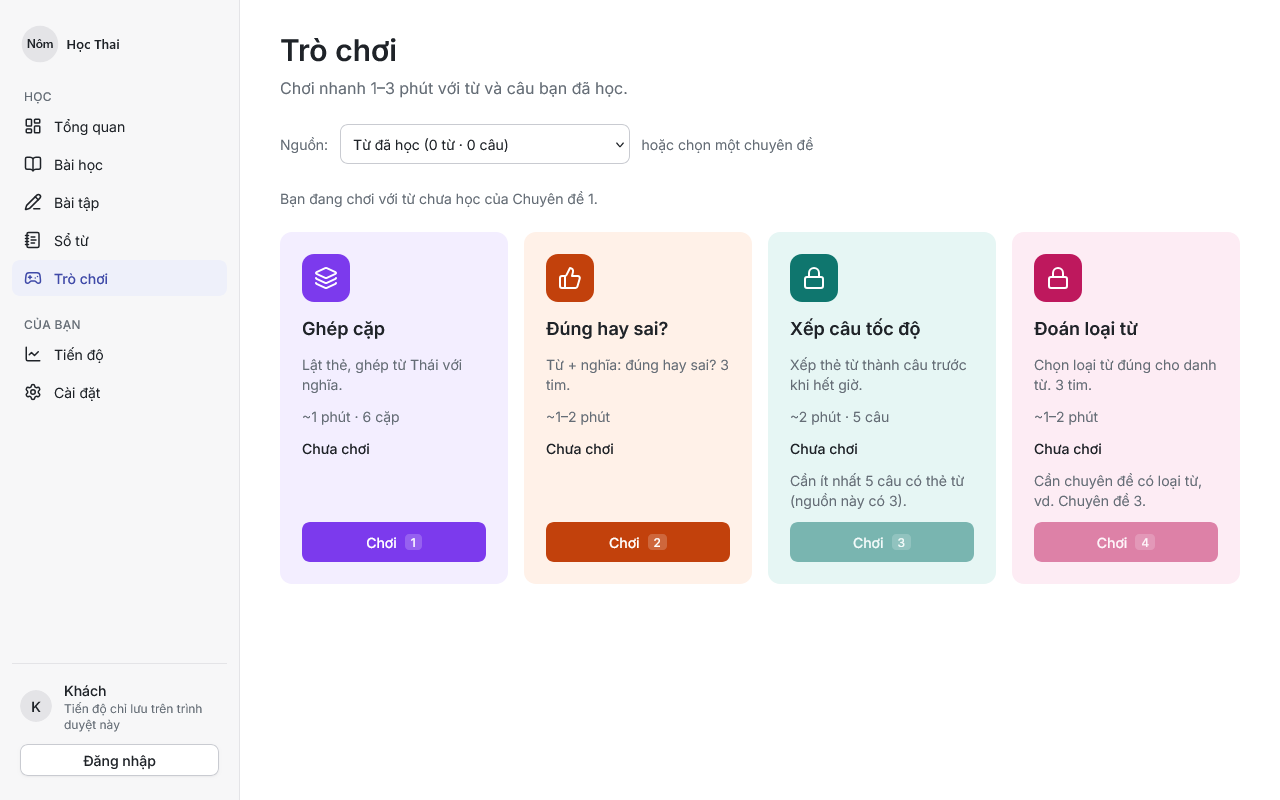 Nôm
Học Thai
HỌC
Tổng quan
Bài học
Bài tập
Sổ từ
Trò chơi
CỦA BẠN
Tiến độ
Cài đặt
K
Khách
Tiến độ chỉ lưu trên trình
duyệt này
Đăng nhập
Trò chơi
Chơi nhanh 1–3 phút với từ và câu bạn đã học.
Nguồn:
Từ đã học (0 từ · 0 câu)
hoặc chọn một chuyên đề
Bạn đang chơi với từ chưa học của Chuyên đề 1.
Ghép cặp
Lật thẻ, ghép từ Thái với
nghĩa.
~1 phút · 6 cặp
Chưa chơi
Chơi 1
Đúng hay sai?
Từ + nghĩa: đúng hay sai? 3
tim.
~1–2 phút
Chưa chơi
Chơi 2
Xếp câu tốc độ
Xếp thẻ từ thành câu trước
khi hết giờ.
~2 phút · 5 câu
Chưa chơi
Cần ít nhất 5 câu có thẻ từ
(nguồn này có 3).
Chơi 3
Đoán loại từ
Chọn loại từ đúng cho danh
từ. 3 tim.
~1–2 phút
Chưa chơi
Cần chuyên đề có loại từ,
vd. Chuyên đề 3.
Chơi 4